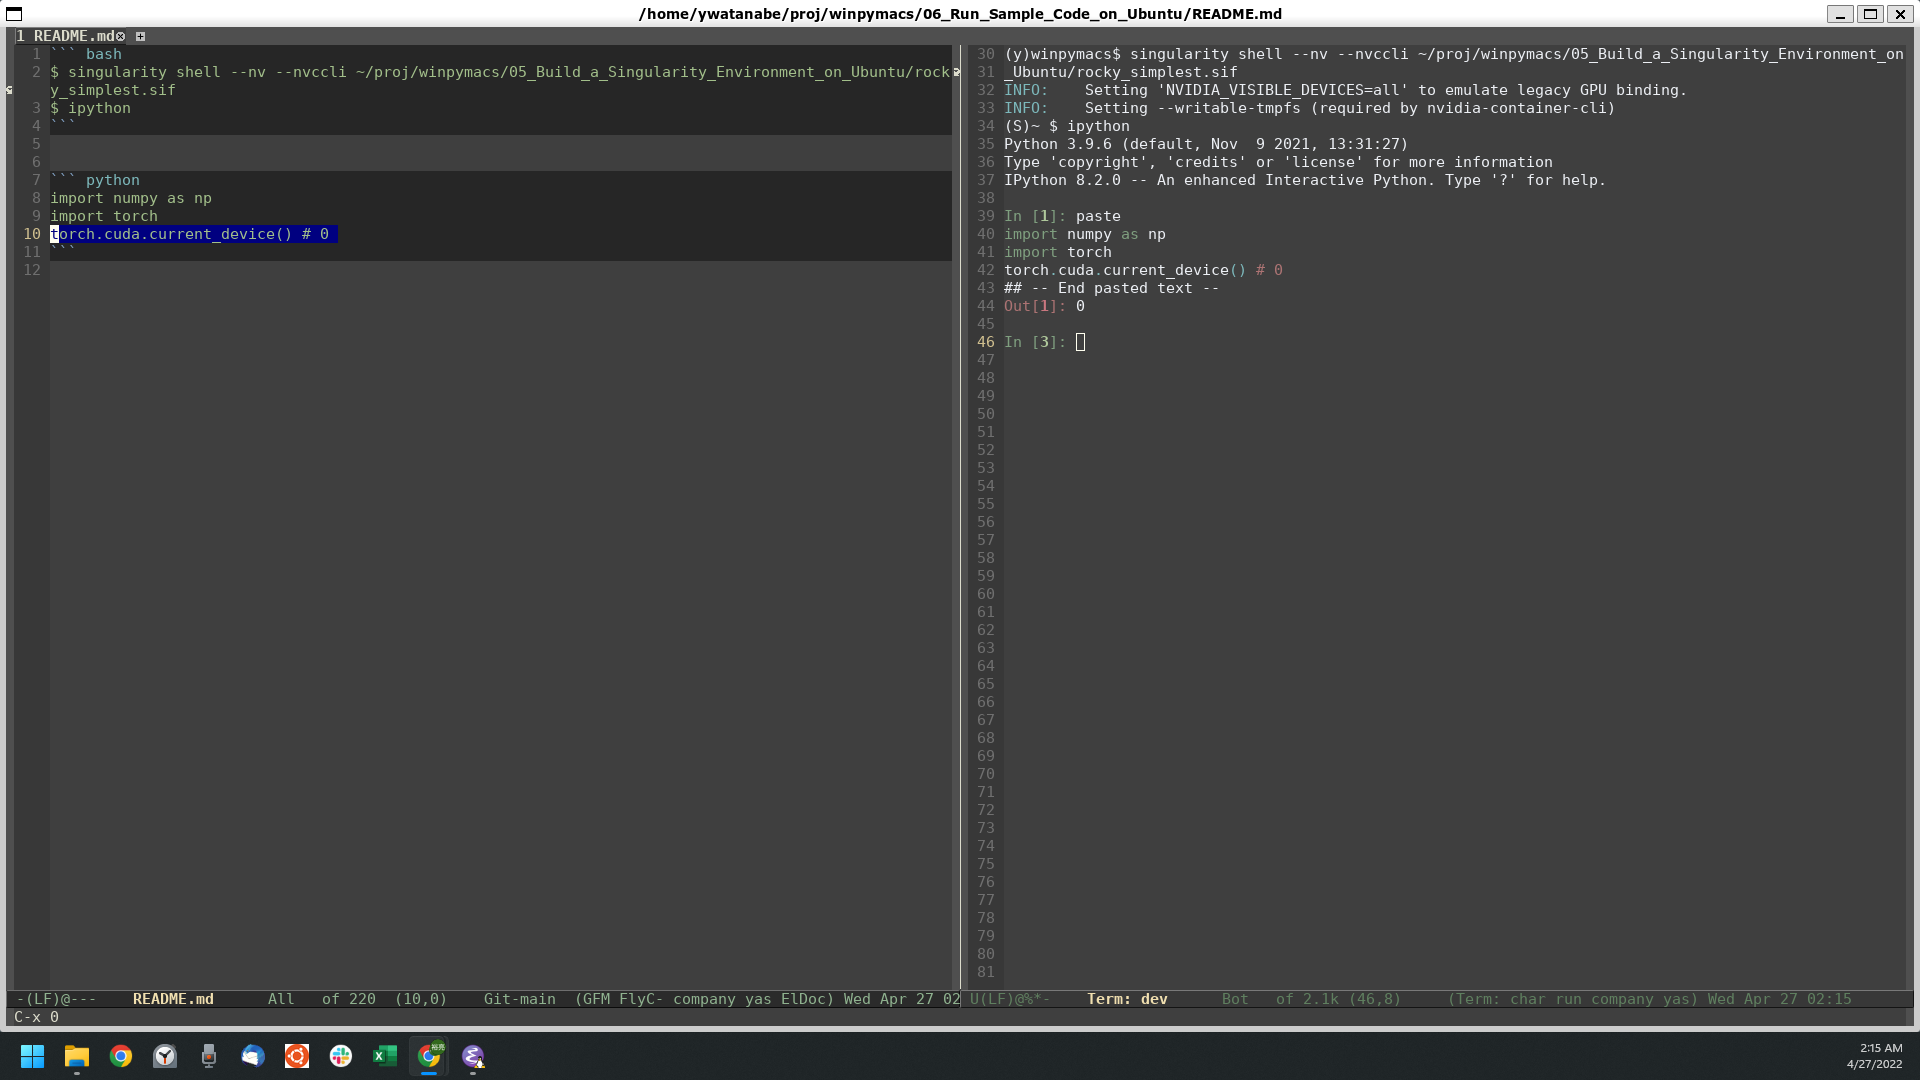 /home/ywatanabe/proj/winpymacs/06_Run_Sample_Code_on_Ubuntu/README.md
1 README.md
1 ``` bash
2 $ singularity shell --nv --nvccli ~/proj/winpymacs/05_Build_a_Singularity_Environment_on_Ubuntu/rock
y_simplest.sif
3 $ ipython
4 ```
5
6
7 ``` python
8 import numpy as np
9 import torch
10 torch.cuda.current_device() # 0
11 ```
12
-(LF)@--- README.md All of 220 (10,0) Git-main (GFM FlyC- company yas ElDoc) Wed Apr 27 02
30 (y)winpymacs$ singularity shell --nv --nvccli ~/proj/winpymacs/05_Build_a_Singularity_Environment_on
31 _Ubuntu/rocky_simplest.sif
32 INFO:    Setting 'NVIDIA_VISIBLE_DEVICES=all' to emulate legacy GPU binding.
33 INFO:    Setting --writable-tmpfs (required by nvidia-container-cli)
34 (S)~ $ ipython
35 Python 3.9.6 (default, Nov  9 2021, 13:31:27)
36 Type 'copyright', 'credits' or 'license' for more information
37 IPython 8.2.0 -- An enhanced Interactive Python. Type '?' for help.
38
39 In [1]: paste
40 import numpy as np
41 import torch
42 torch.cuda.current_device() # 0
43 ## -- End pasted text --
44 Out[1]: 0
45
46 In [3]:
47
48
49
50
51
52
53
54
55
56
57
58
59
60
61
62
63
64
65
66
67
68
69
70
71
72
73
74
75
76
77
78
79
80
81
U(LF)@%*- Term: dev Bot of 2.1k (46,8) (Term: char run company yas) Wed Apr 27 02:15
C-x 0
2:15 AM
4/27/2022